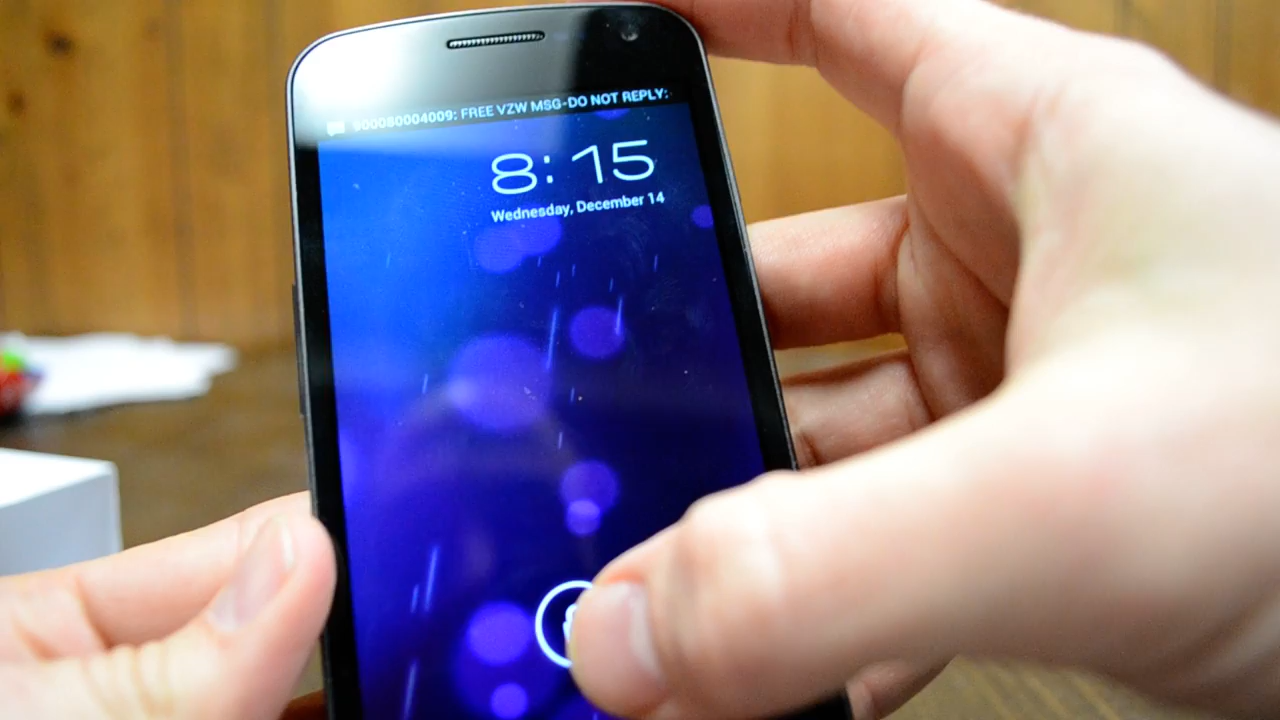 900080004009: FREE VZW MSG-DO NOT REPLY:
8:15
Wednesday, December 14